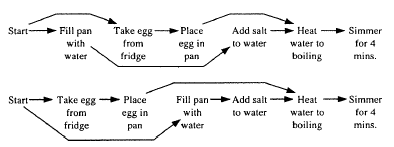 Start Fill pan Take egg Place Add salt Heat Simmer
with from egg in to water water to for 4
water fridge pan boiling mins.
Start Take egg Place Fill pan Add salt Heat Simmer
from egg in with to water water to for 4
fridge pan water boiling mins.